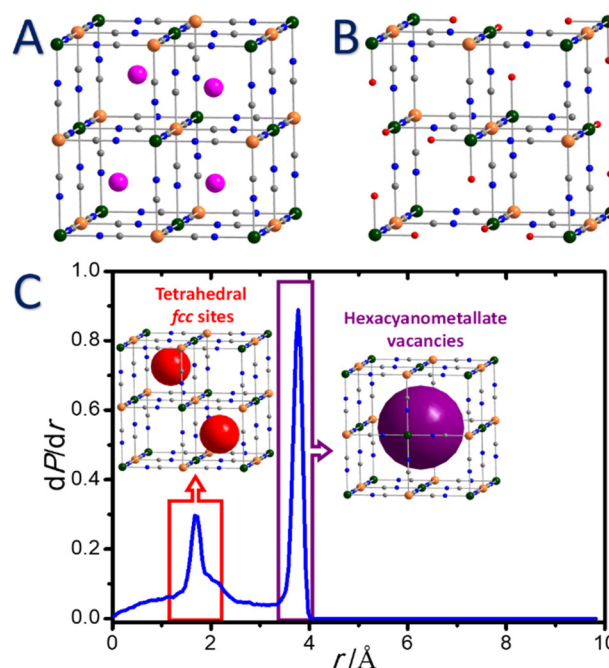 A
B
C
1.0
0.8
0.6
0.4
0.2
0.0
dP/dr
Tetrahedral
fcc sites
Hexacyanometallate
vacancies
0
2
4
6
8
10
r/Å